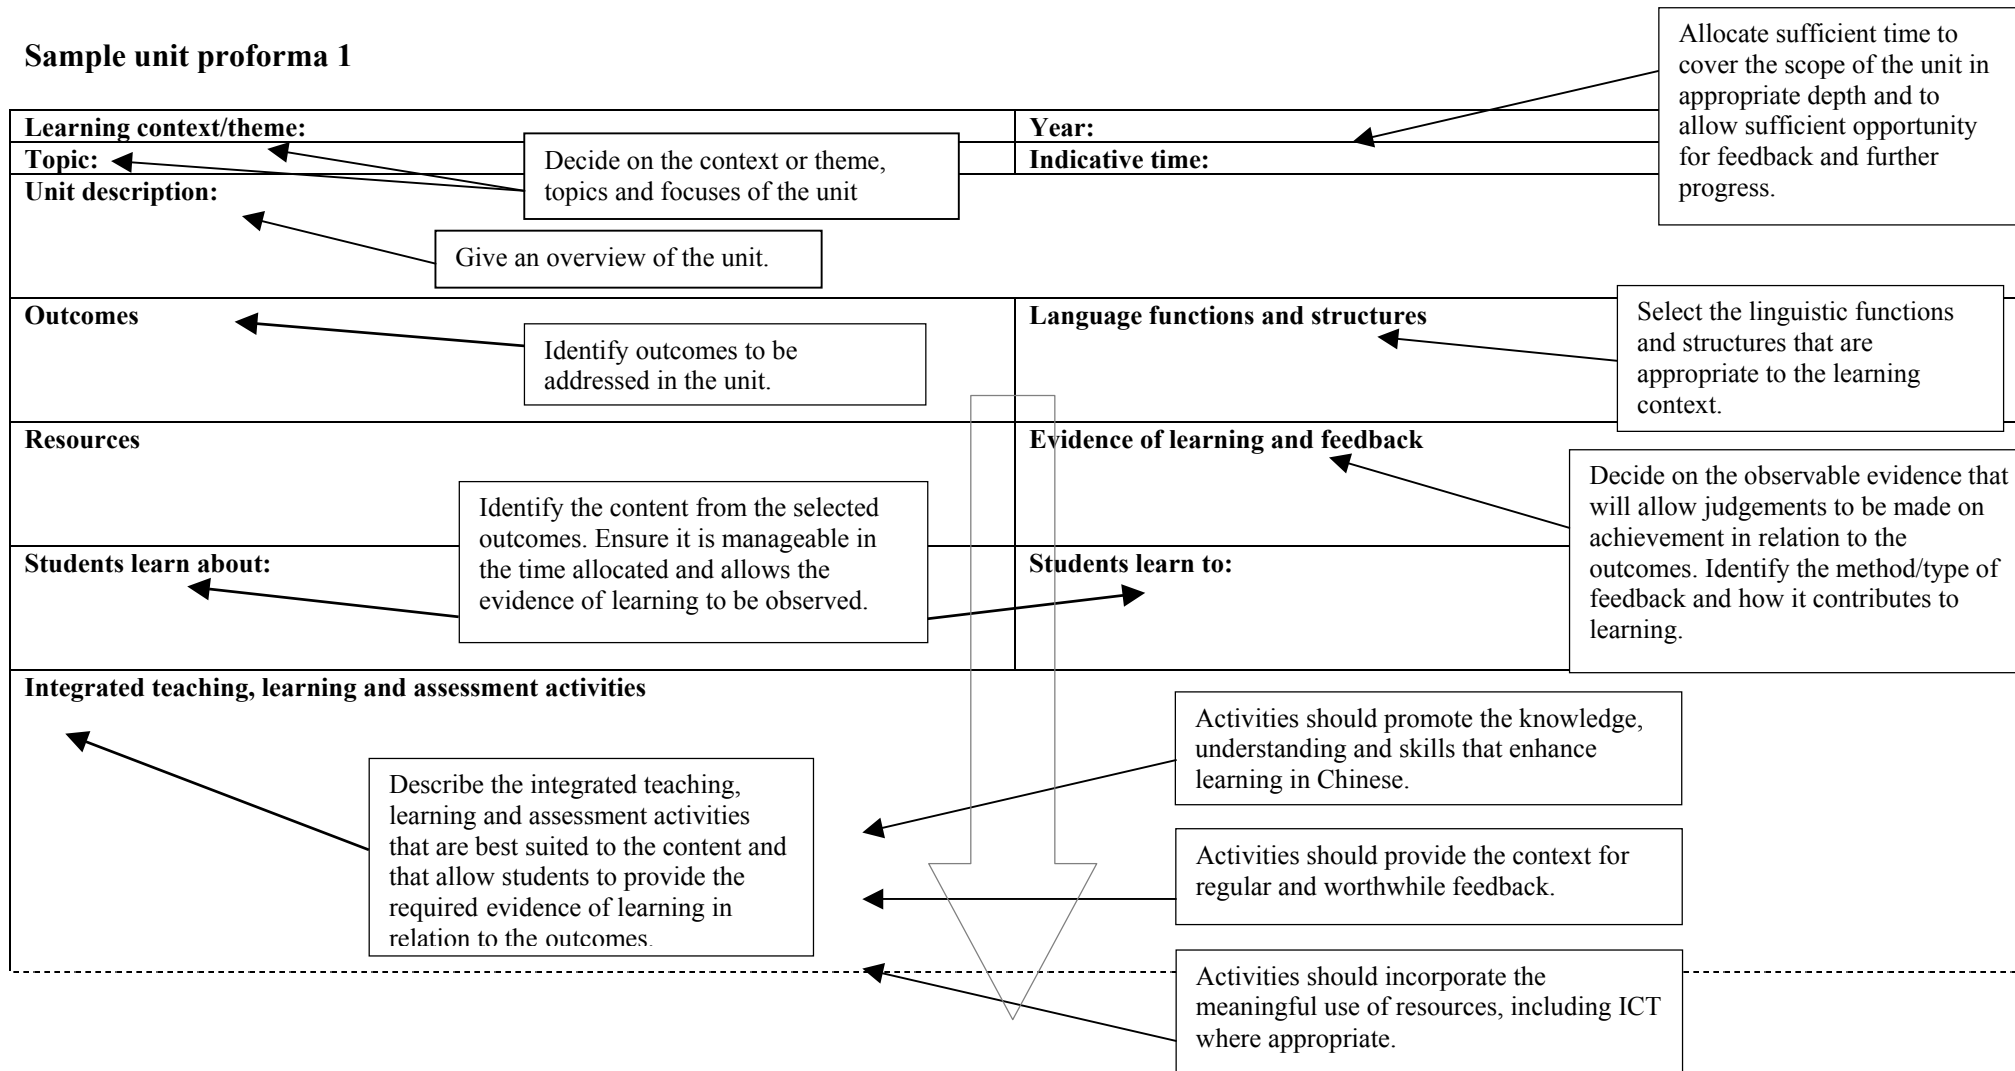 Sample unit proforma 1
Allocate sufficient time to
cover the scope of the unit in
appropriate depth and to
allow sufficient opportunity
for feedback and further
progress.
Learning context/theme:
Year:
Topic:
Indicative time:
Decide on the context or theme,
topics and focuses of the unit
Unit description:
Give an overview of the unit.
Outcomes
Identify outcomes to be
addressed in the unit.
Language functions and structures
Select the linguistic functions
and structures that are
appropriate to the learning
context.
Resources
Evidence of learning and feedback
Identify the content from the selected
outcomes. Ensure it is manageable in
the time allocated and allows the
evidence of learning to be observed.
Decide on the observable evidence that
will allow judgements to be made on
achievement in relation to the
outcomes. Identify the method/type of
feedback and how it contributes to
learning.
Students learn about:
Students learn to:
Integrated teaching, learning and assessment activities
Describe the integrated teaching,
learning and assessment activities
that are best suited to the content and
that allow students to provide the
required evidence of learning in
relation to the outcomes.
Activities should promote the knowledge,
understanding and skills that enhance
learning in Chinese.
Activities should provide the context for
regular and worthwhile feedback.
Activities should incorporate the
meaningful use of resources, including ICT
where appropriate.